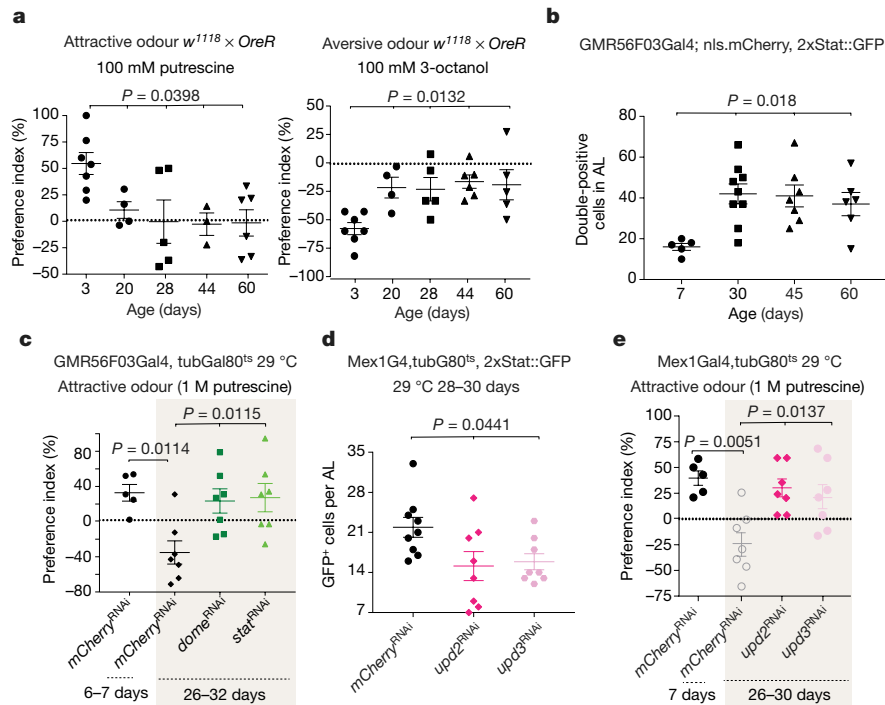 a
Attractive odour w1118 × OreR
100 mM putrescine
P = 0.0398
Preference index (%)
100
75
50
25
0
−25
−50
3 20 28 44 60
Age (days)
Aversive odour w1118 × OreR
100 mM 3-octanol
P = 0.0132
Preference index (%)
50
25
0
−25
−50
−75
−100
3 20 28 44 60
Age (days)
b
GMR56F03Gal4; nls.mCherry, 2xStat::GFP
P = 0.018
Double-positive
cells in AL
80
60
40
20
0
7 30 45 60
Age (days)
c
GMR56F03Gal4, tubGal80ts 29 °C
Attractive odour (1 M putrescine)
P = 0.0115
P = 0.0114
Preference index (%)
80
40
0
−40
−80
mCherryRNAi
mCherryRNAi
domeRNAi
statRNAi
6–7 days
26–32 days
d
Mex1G4,tubG80ts, 2xStat::GFP
29 °C 28–30 days
P = 0.0441
GFP+ cells per AL
35
28
21
14
7
mCherryRNAi
upd2RNAi
upd3RNAi
e
Mex1Gal4,tubG80ts 29 °C
Attractive odour (1 M putrescine)
P = 0.0137
P = 0.0051
Preference index (%)
100
75
50
25
0
−25
−50
−75
mCherryRNAi
mCherryRNAi
upd2RNAi
upd3RNAi
7 days
26–30 days